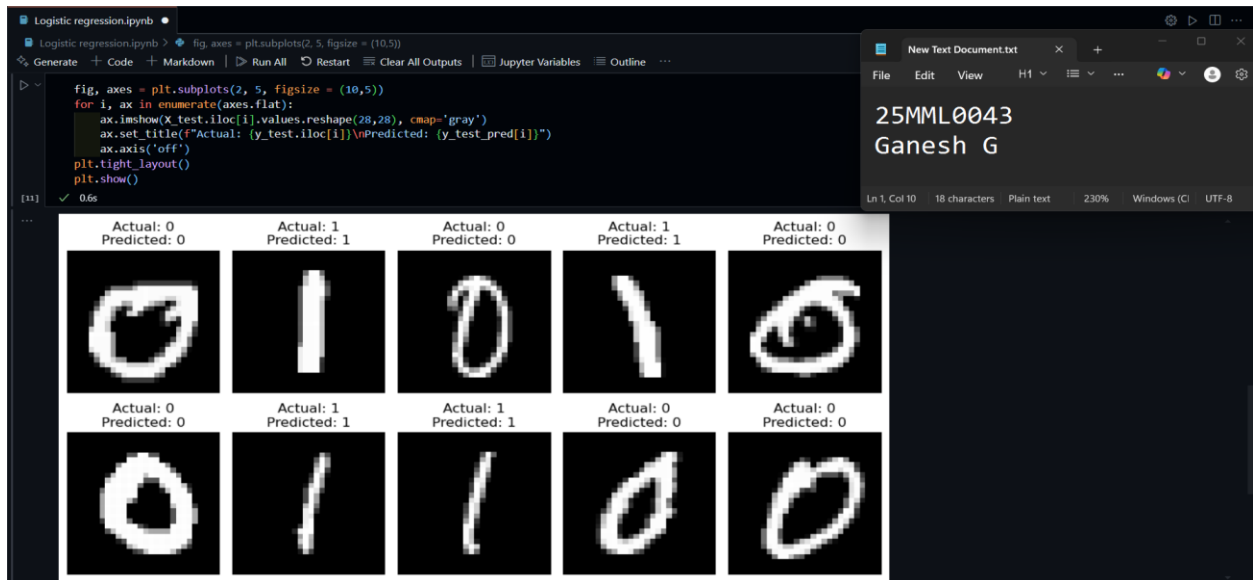 Logistic regression.ipynb
Logistic regression.ipynb > fig, axes = plt.subplots(2, 5, figsize = (10,5))
Generate + Code + Markdown | Run All Restart Clear All Outputs | Jupyter Variables Outline ...
fig, axes = plt.subplots(2, 5, figsize = (10,5))
for i, ax in enumerate(axes.flat):
    ax.imshow(X_test.iloc[i].values.reshape(28,28), cmap='gray')
    ax.set_title(f"Actual: {y_test.iloc[i]}\nPredicted: {y_test_pred[i]}")
    ax.axis('off')
plt.tight_layout()
plt.show()
[11] ✓ 0.6s
New Text Document.txt
File Edit View H1
25MML0043
Ganesh G
Ln 1, Col 10 18 characters Plain text 230% Windows (Cl UTF-8
Actual: 0 Actual: 1 Actual: 0 Actual: 1 Actual: 0
Predicted: 0 Predicted: 1 Predicted: 0 Predicted: 1 Predicted: 0
Actual: 0 Actual: 1 Actual: 1 Actual: 0 Actual: 0
Predicted: 0 Predicted: 1 Predicted: 1 Predicted: 0 Predicted: 0